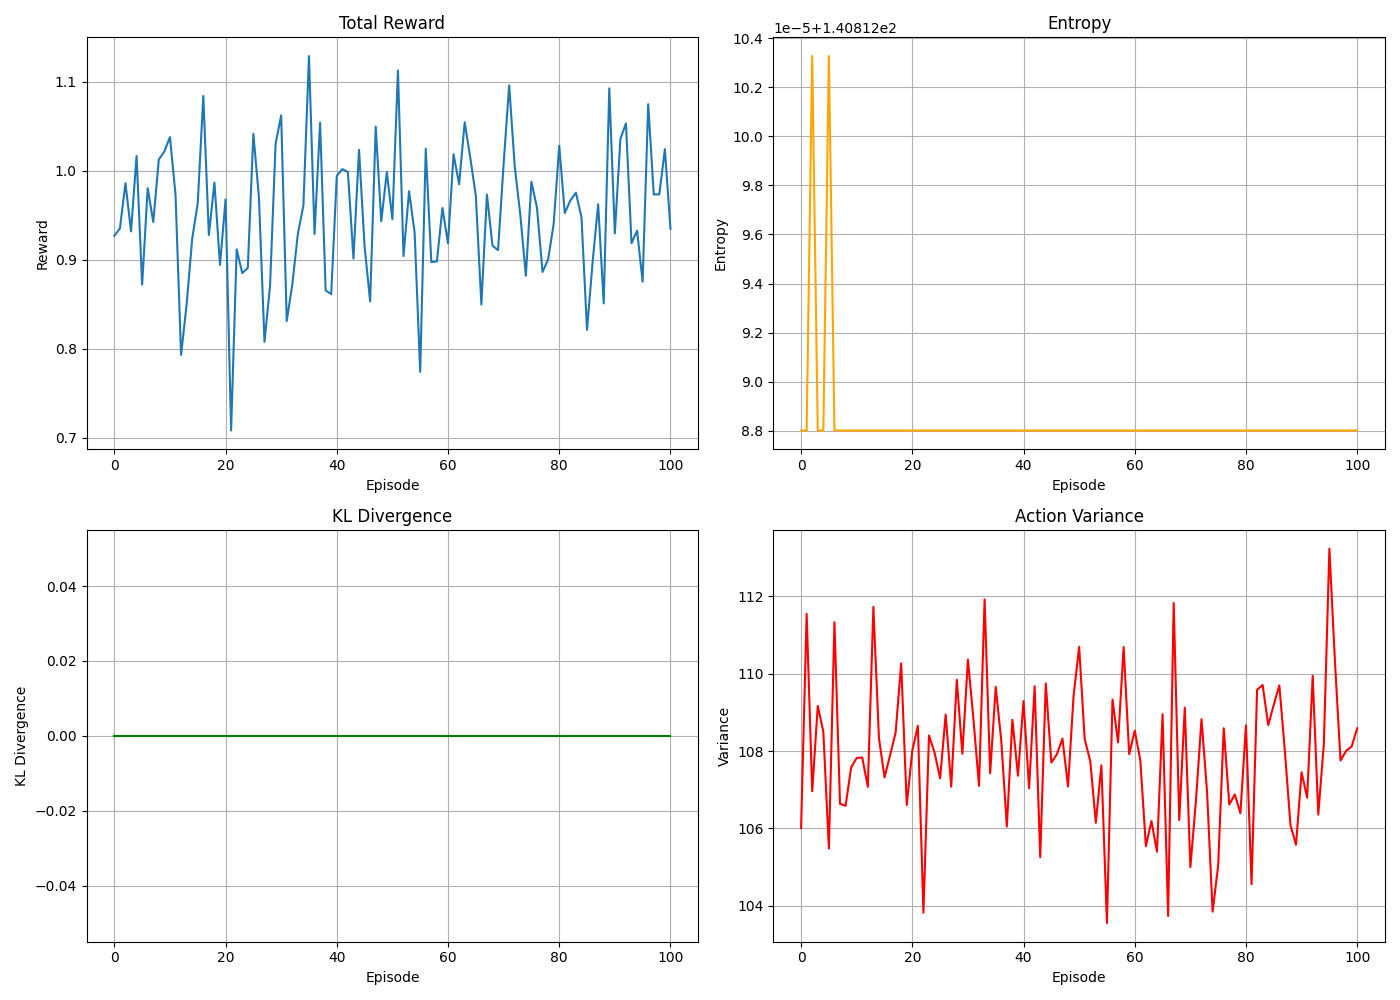 Total Reward
Reward
1.1
1.0
0.9
0.8
0.7
0 20 40 60 80 100
Episode
Entropy
1e−5+1.40812e2
Entropy
10.4
10.2
10.0
9.8
9.6
9.4
9.2
9.0
8.8
0 20 40 60 80 100
Episode
KL Divergence
KL Divergence
0.04
0.02
0.00
−0.02
−0.04
0 20 40 60 80 100
Episode
Action Variance
Variance
112
110
108
106
104
0 20 40 60 80 100
Episode